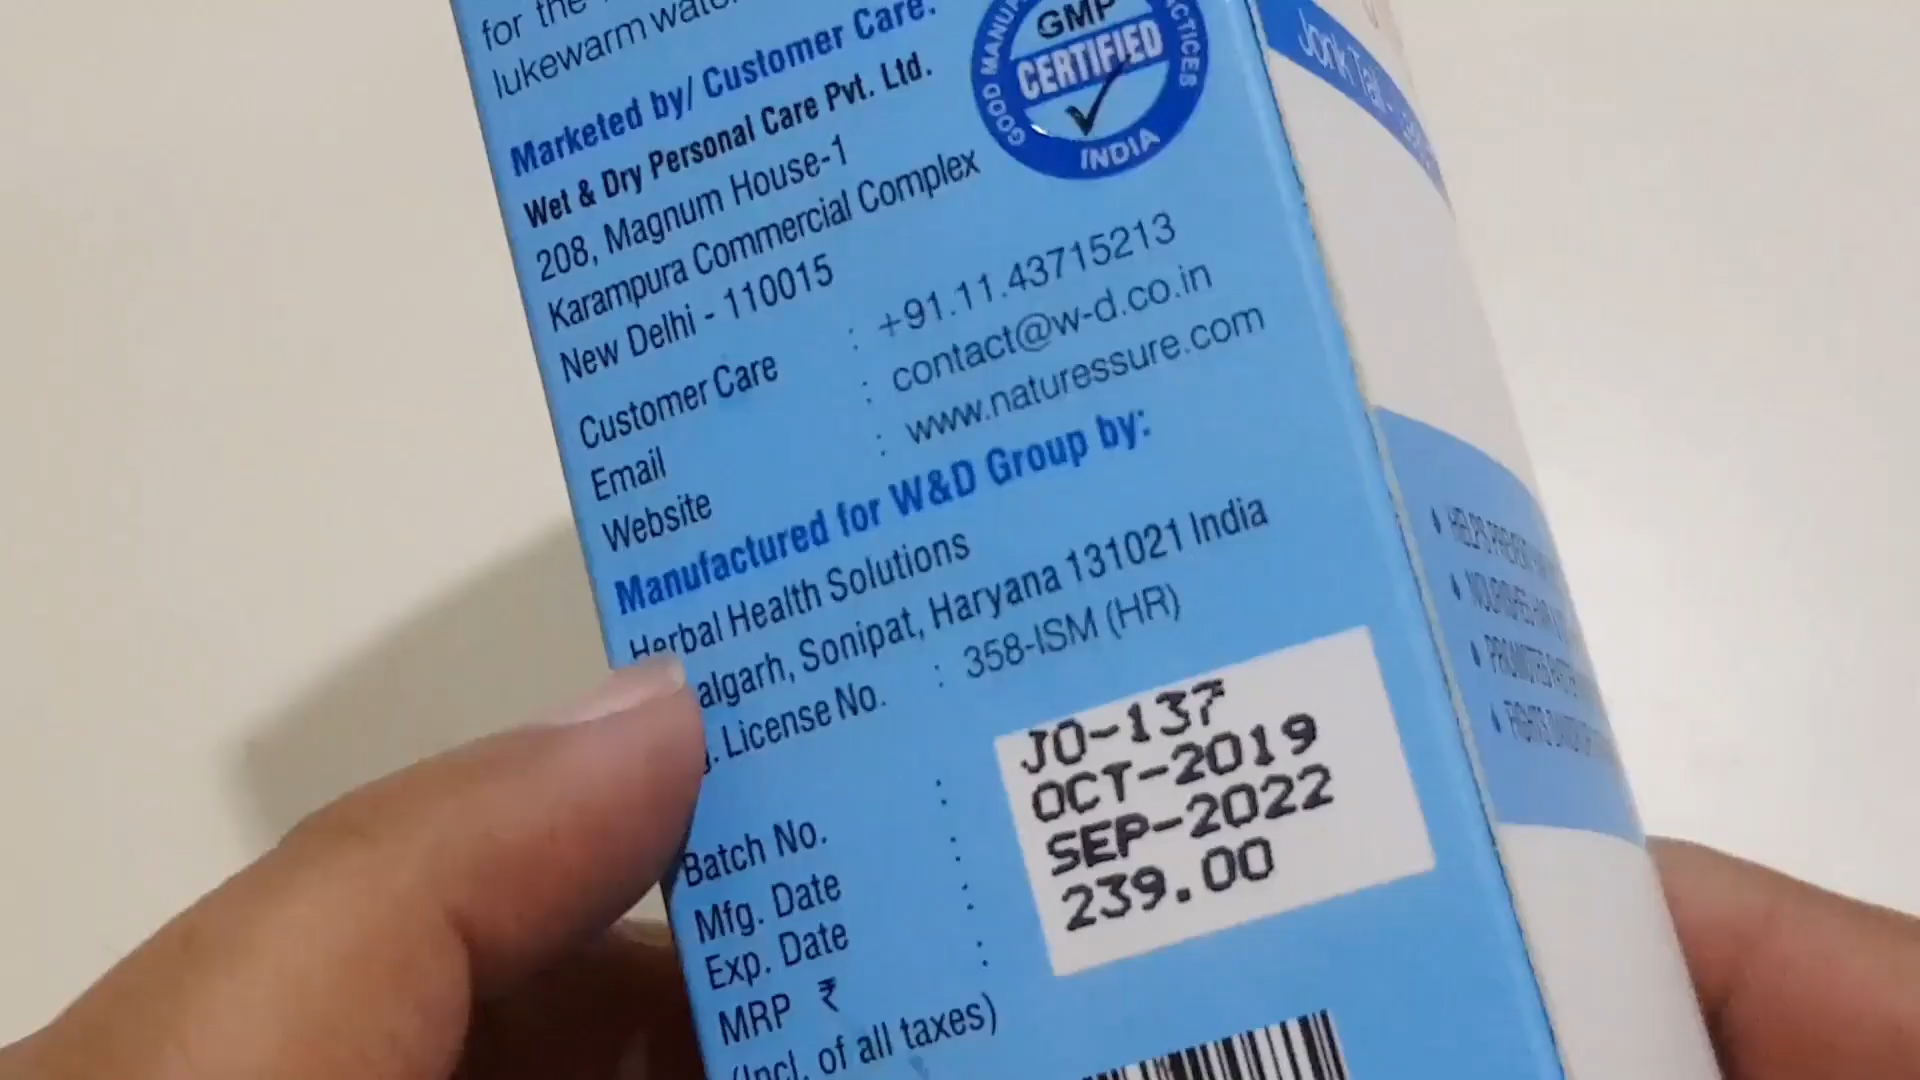 for the
lukewarm
Marketed by/ Customer Care:
Wet & Dry Personal Care Pvt. Ltd.
208, Magnum House-1
Karampura Commercial Complex
New Delhi - 110015
Customer Care : +91.11.43715213
Email : contact@w-d.co.in
Website : www.naturessure.com
Manufactured for W&D Group by:
Herbal Health Solutions
algarh, Sonipat, Haryana 131021 India
. License No. : 358-ISM (HR)
Batch No. : JO-137
Mfg. Date : OCT-2019
Exp. Date : SEP-2022
MRP ₹ : 239.00
(Incl. of all taxes)
GMP
CERTIFIED
GOOD
INDIA
Jonk Tel -